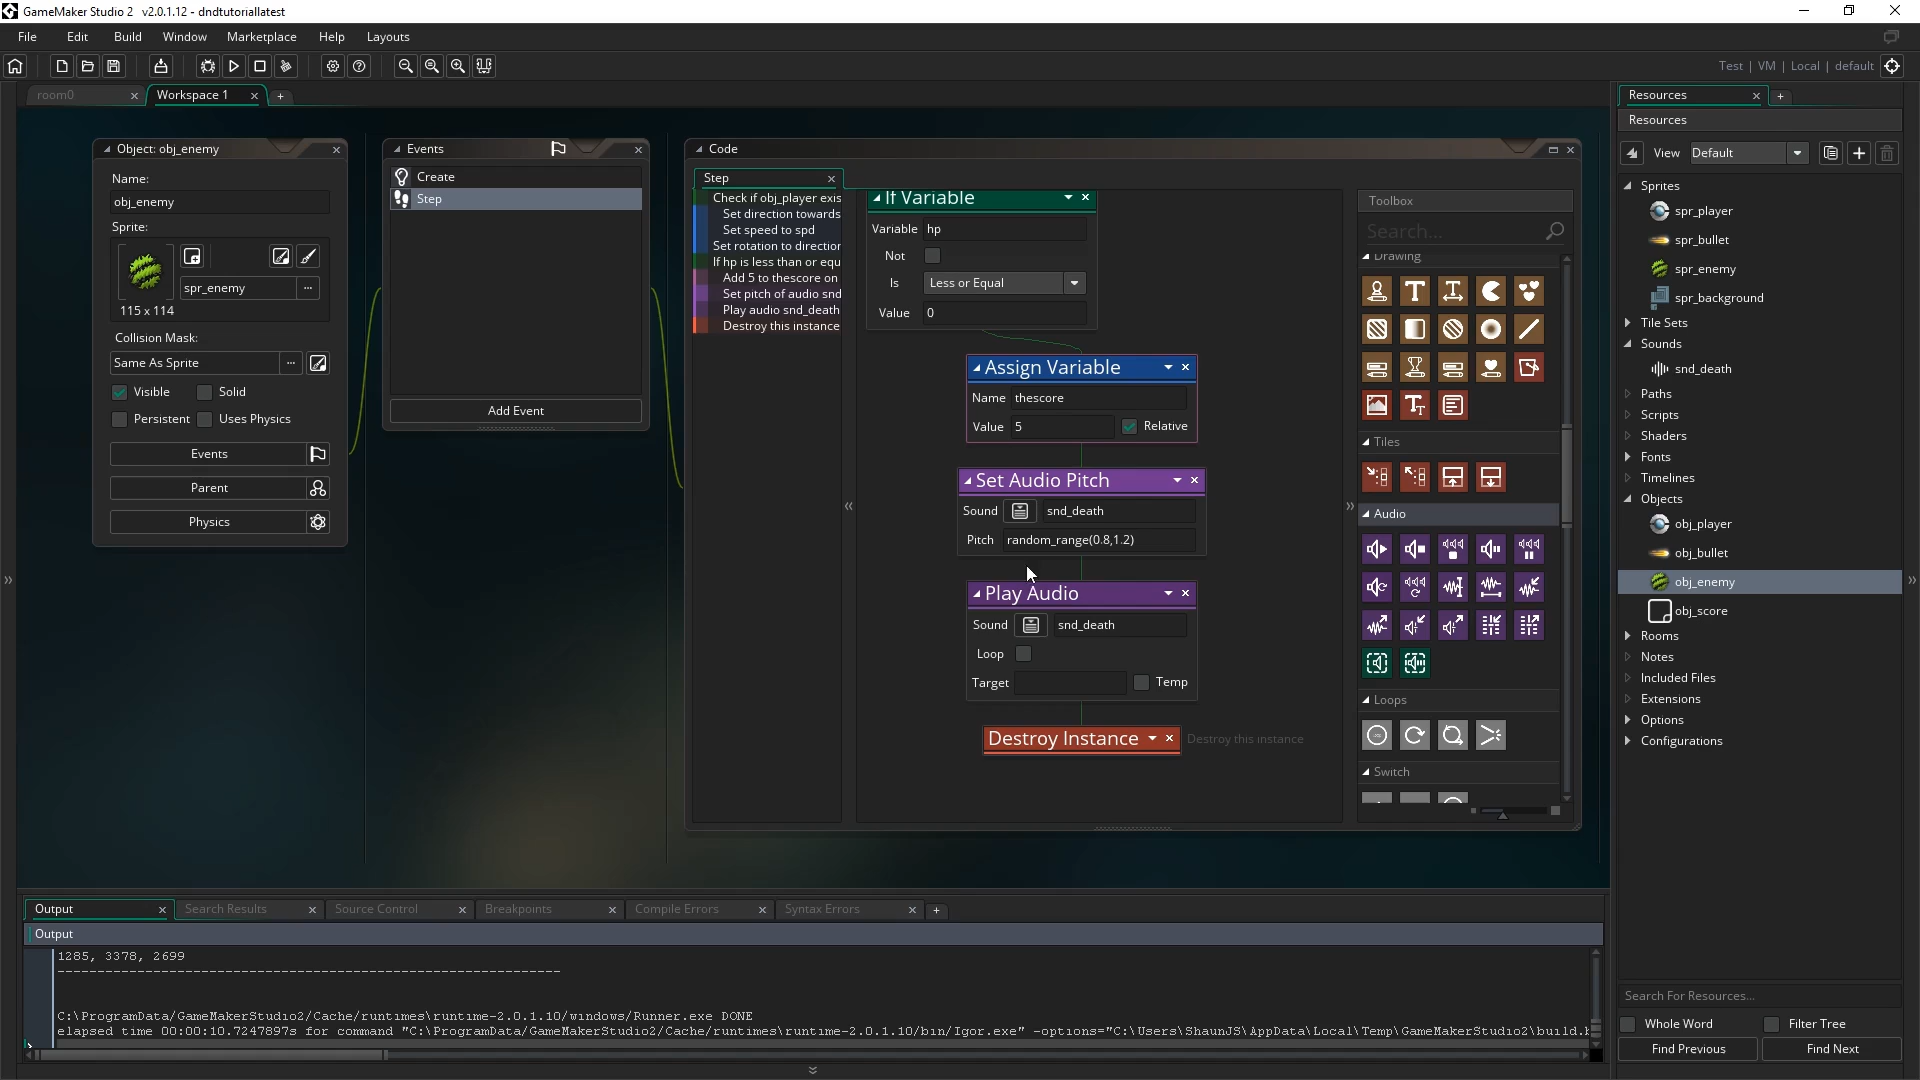 GameMaker Studio 2 v2.0.1.12 - dndtutoriallatest
File Edit Build Window Marketplace Help Layouts
Test | VM | Local | default
room0
Workspace 1
Object: obj_enemy
Name:
obj_enemy
Sprite:
spr_enemy
115 x 114
Collision Mask:
Same As Sprite
Visible Solid
Persistent Uses Physics
Events
Parent
Physics
Events
Create
Step
Add Event
Code
Step
Check if obj_player exis
Set direction towards
Set speed to spd
Set rotation to direction
If hp is less than or equ
Add 5 to thescore on
Set pitch of audio snd
Play audio snd_death
Destroy this instance
If Variable
Variable hp
Not
Is Less or Equal
Value 0
Assign Variable
Name thescore
Value 5 Relative
Set Audio Pitch
Sound snd_death
Pitch random_range(0.8,1.2)
Play Audio
Sound snd_death
Loop
Target Temp
Destroy Instance Destroy this instance
Toolbox
Search...
Drawing
Tiles
Audio
Loops
Switch
Resources
Resources
View Default
Sprites
spr_player
spr_bullet
spr_enemy
spr_background
Tile Sets
Sounds
snd_death
Paths
Scripts
Shaders
Fonts
Timelines
Objects
obj_player
obj_bullet
obj_enemy
obj_score
Rooms
Notes
Included Files
Extensions
Options
Configurations
Search For Resources...
Whole Word Filter Tree
Find Previous Find Next
Output Search Results Source Control Breakpoints Compile Errors Syntax Errors
Output
1285, 3378, 2699
------------------------------------------------------------
C:\ProgramData/GameMakerStudio2/Cache/runtimes\runtime-2.0.1.10/windows/Runner.exe DONE
elapsed time 00:00:10.7247897s for command "C:\ProgramData/GameMakerStudio2/Cache/runtimes\runtime-2.0.1.10/bin/Igor.exe" -options="C:\Users\ShaunJS\AppData\Local\Temp\GameMakerStudio2\build.